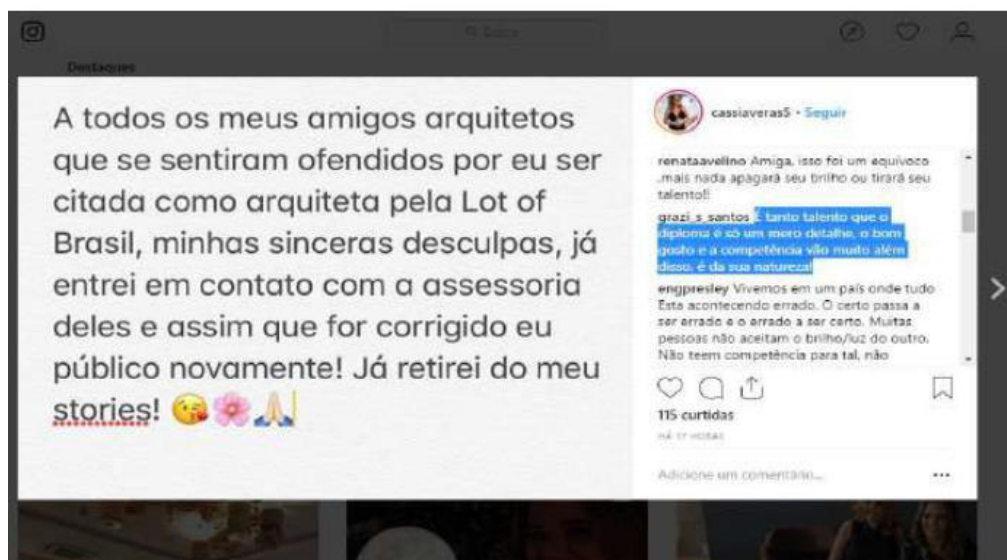 Busca
Destaques
A todos os meus amigos arquitetos
que se sentiram ofendidos por eu ser
citada como arquiteta pela Lot of
Brasil, minhas sinceras desculpas, já
entrei em contato com a assessoria
deles e assim que for corrigido eu
público novamente! Já retirei do meu
stories! 😘🌸🙏🏻
cassiaveras5 • Seguir
renataavelino Amiga, isso foi um equívoco
.mais nada apagará seu brilho ou tirará seu
talento!!
grazi_s_santos É tanto talento que o
diploma é só um mero detalhe, o bom
gosto e a competência vão muito além
disso, é da sua natureza!
engpresley Vivemos em um país onde tudo
Esta acontecendo errado. O certo passa a
ser errado e o errado a ser certo. Muitas
pessoas não aceitam o brilho/luz do outro.
Não teem competência para tal, não
115 curtidas
HÁ 17 HORAS
Adicione um comentário...